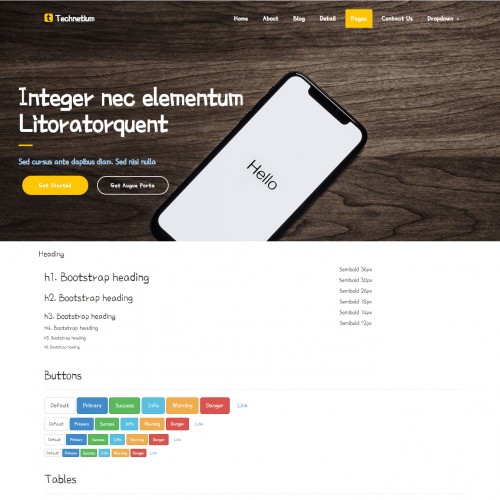 t Technetium
Home About Blog Detail Pages Contact Us Dropdown
Integer nec elementum
Litoratorquent
Sed cursus ante dapibus diam. Sed nisi nulla
Get Started Get Augue Porta
Hello
Heading
h1. Bootstrap heading Semibold 36px
h2. Bootstrap heading Semibold 30px
h3. Bootstrap heading Semibold 26px
h4. Bootstrap heading Semibold 18px
h5. Bootstrap heading Semibold 14px
h6. Bootstrap heading Semibold 12px
Buttons
Default Primary Success Info Warning Danger Link
Default Primary Success Info Warning Danger Link
Default Primary Success Info Warning Danger Link
Default Primary Success Info Warning Danger Link
Tables